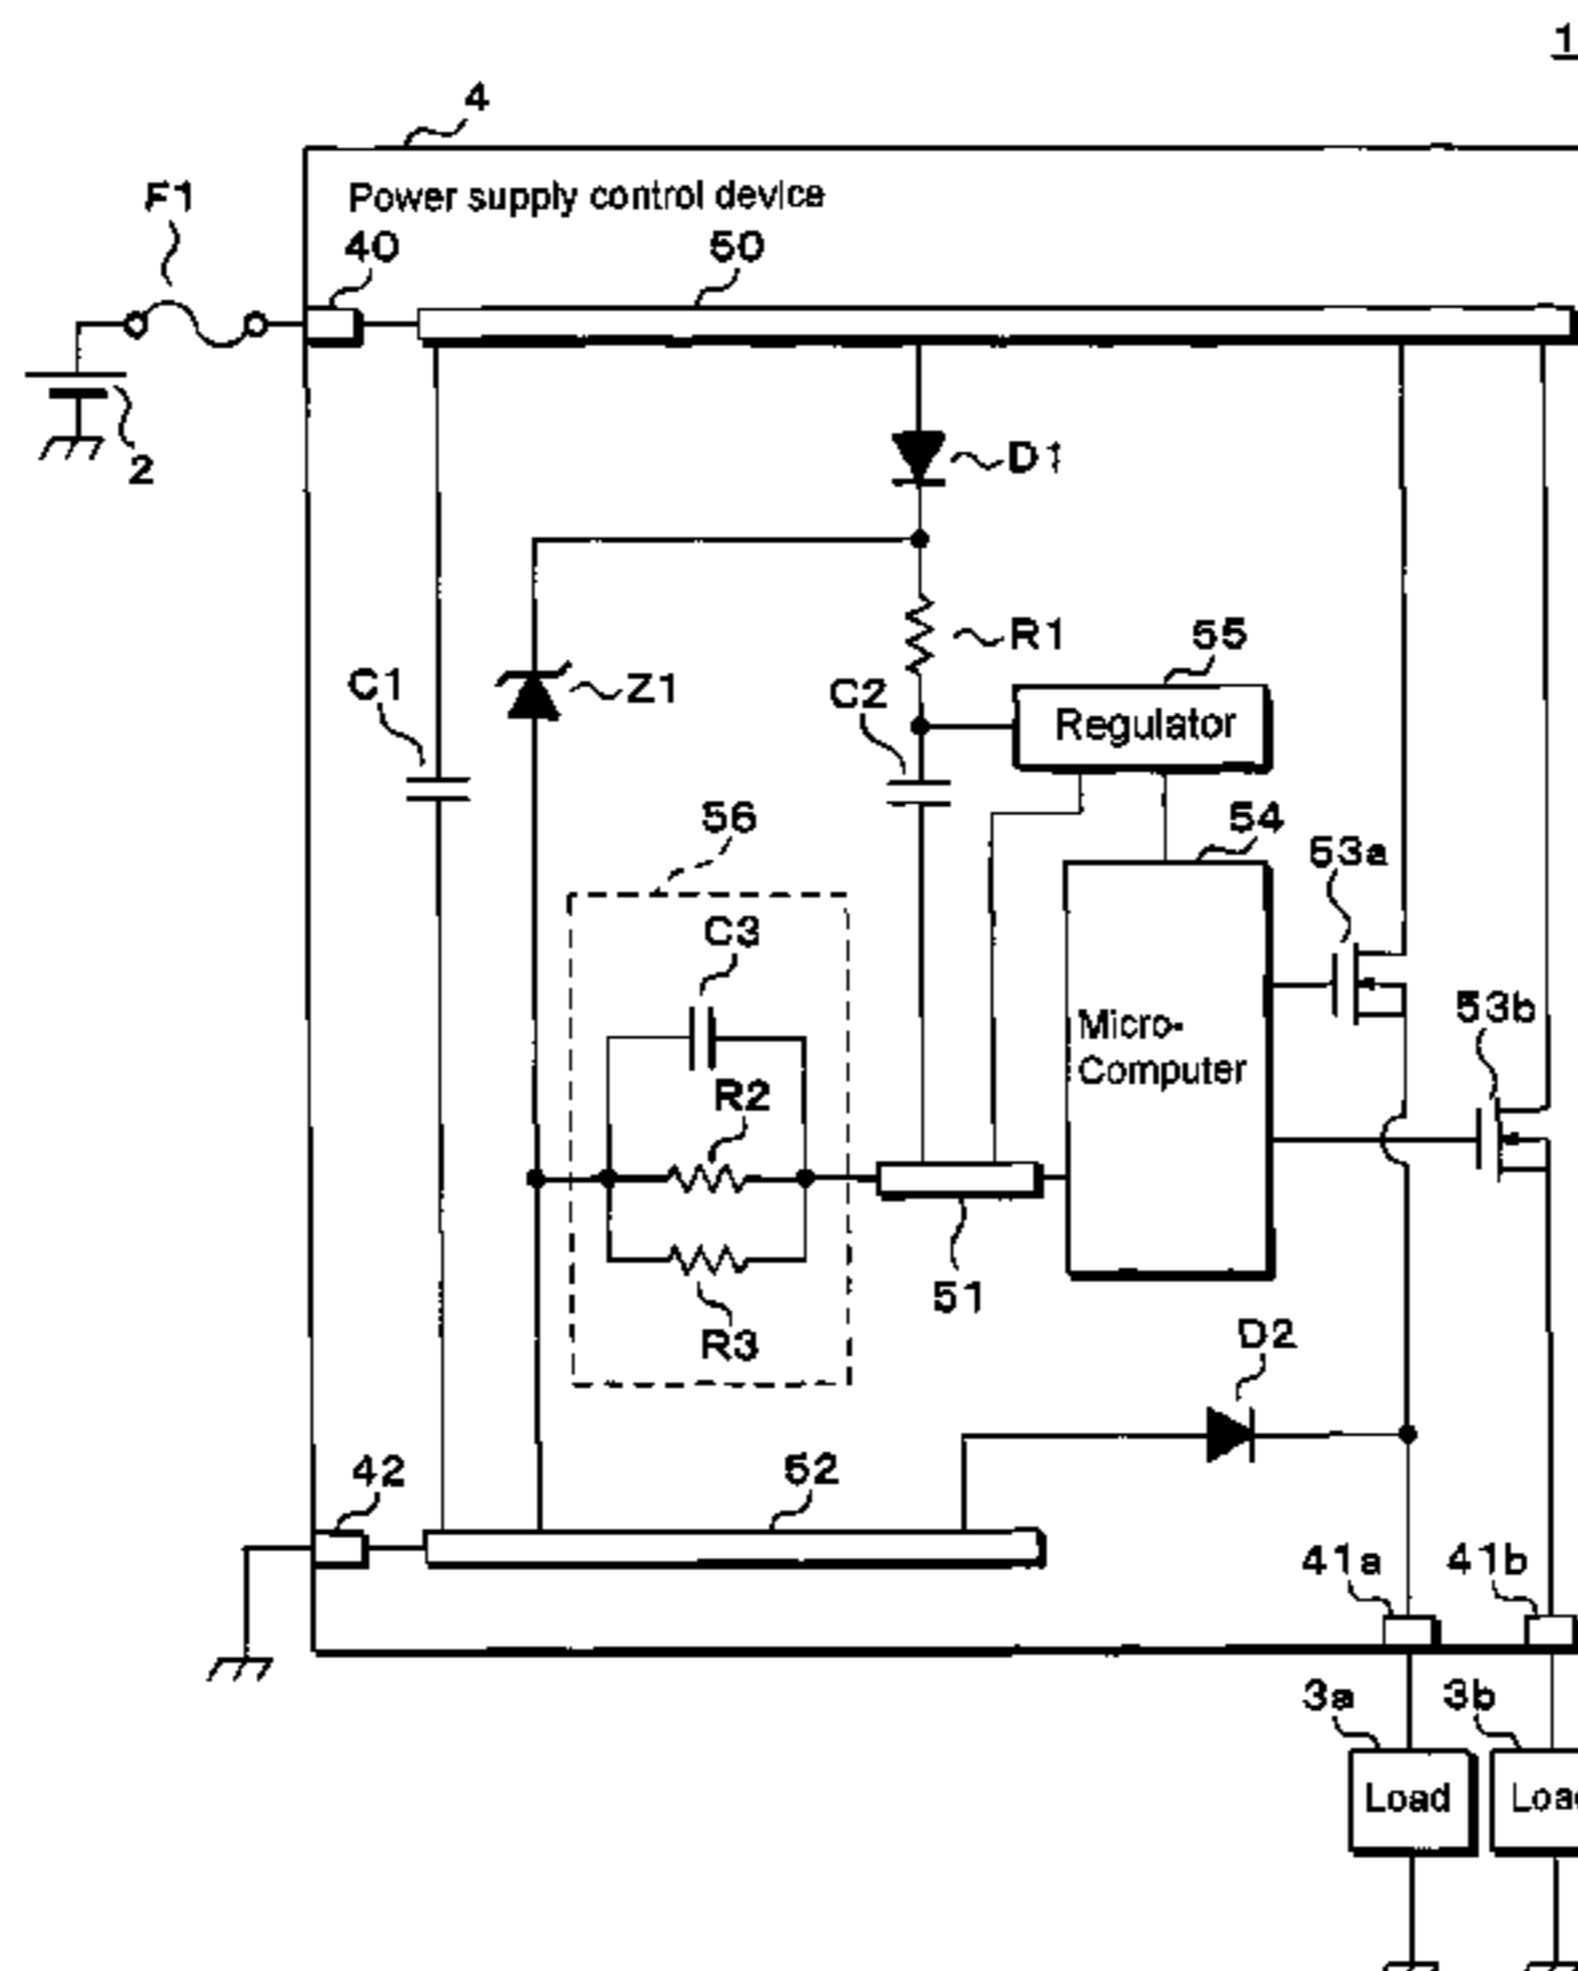 1
4
F1
Power supply control device
40
50
2
D1
R1
55
C1
Z1
C2
Regulator
56
54
53a
C3
53b
Micro-
Computer
R2
51
R3
D2
42
52
41a
41b
3a
3b
Load